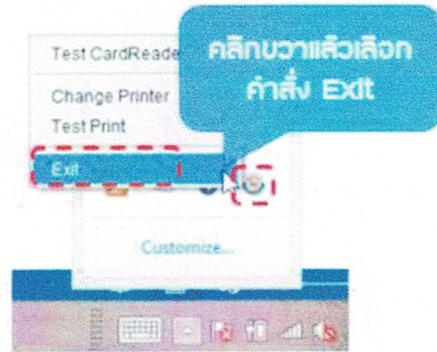 Test CardReade
คลิกขวาแล้วเลือก
คำสั่ง Exit
Change Printer
Test Print
Exit
Customize...